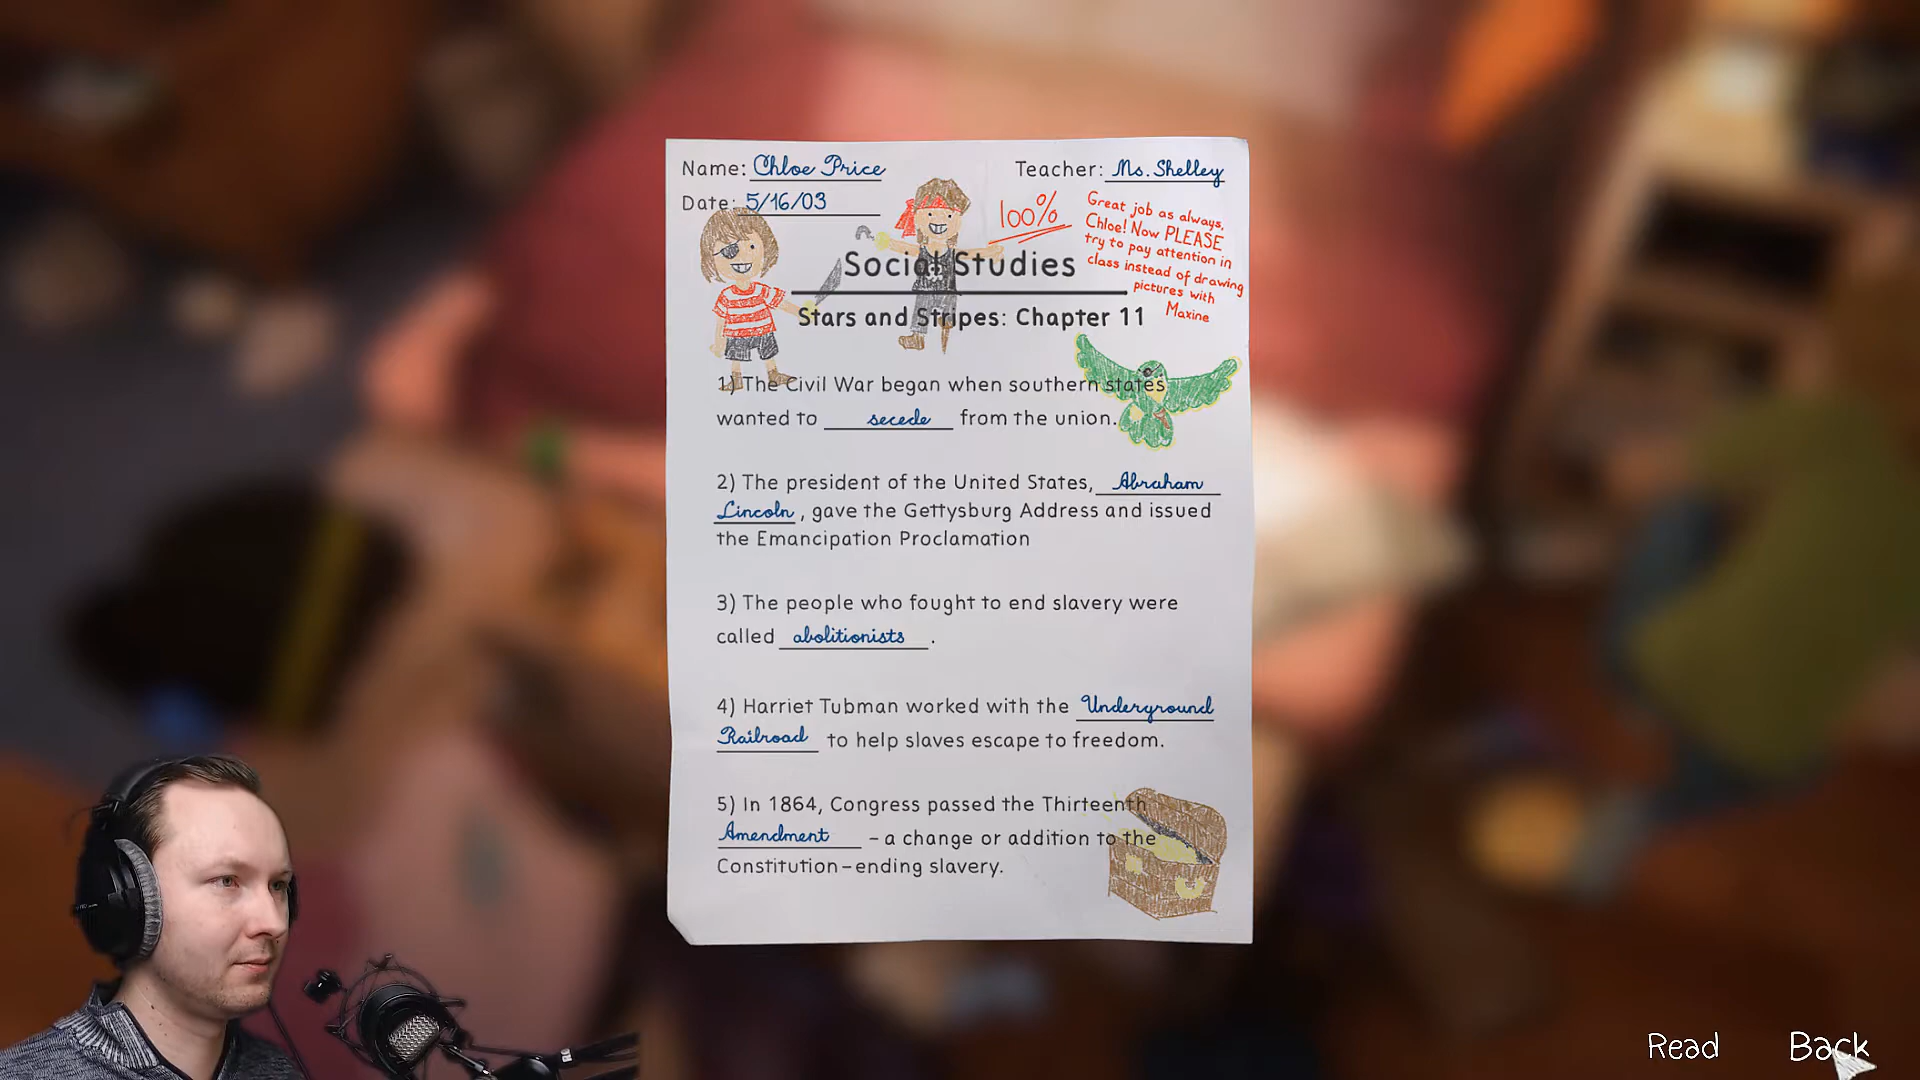 Name: Chloe Price
Teacher: Ms. Shelley
Date: 5/16/03
100%
Great job as always,
Chloe! Now PLEASE
try to pay attention in
class instead of drawing
pictures with
Maxine
Social Studies
Stars and Stripes: Chapter 11
1) The Civil War began when southern states
wanted to secede from the union.
2) The president of the United States, Abraham
Lincoln, gave the Gettysburg Address and issued
the Emancipation Proclamation
3) The people who fought to end slavery were
called abolitionists.
4) Harriet Tubman worked with the Underground
Railroad to help slaves escape to freedom.
5) In 1864, Congress passed the Thirteenth
Amendment – a change or addition to the
Constitution – ending slavery.
Read Back